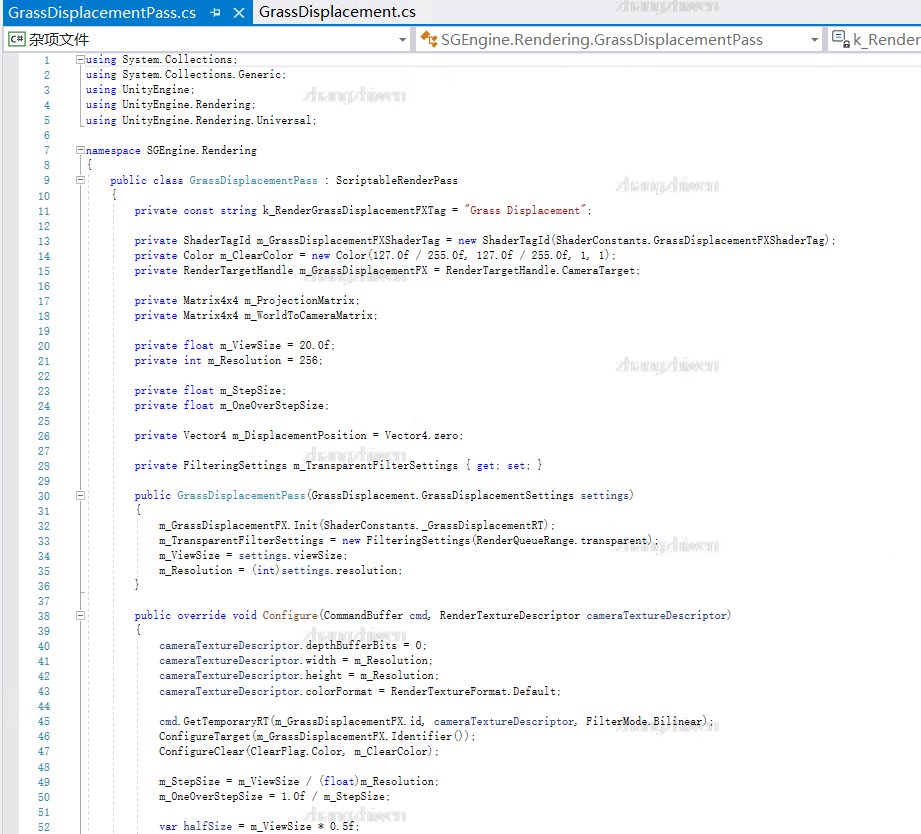 GrassDisplacementPass.cs GrassDisplacement.cs
C# 杂项文件 SGEngine.Rendering.GrassDisplacementPass k_Render
1 using System.Collections;
2 using System.Collections.Generic;
3 using UnityEngine;
4 using UnityEngine.Rendering;
5 using UnityEngine.Rendering.Universal;
6
7 namespace SGEngine.Rendering
8 {
9 public class GrassDisplacementPass : ScriptableRenderPass
10 {
11 private const string k_RenderGrassDisplacementFXTag = "Grass Displacement";
12
13 private ShaderTagId m_GrassDisplacementFXShaderTag = new ShaderTagId(ShaderConstants.GrassDisplacementFXShaderTag);
14 private Color m_ClearColor = new Color(127.0f / 255.0f, 127.0f / 255.0f, 1, 1);
15 private RenderTargetHandle m_GrassDisplacementFX = RenderTargetHandle.CameraTarget;
16
17 private Matrix4x4 m_ProjectionMatrix;
18 private Matrix4x4 m_WorldToCameraMatrix;
19
20 private float m_ViewSize = 20.0f;
21 private int m_Resolution = 256;
22
23 private float m_StepSize;
24 private float m_OneOverStepSize;
25
26 private Vector4 m_DisplacementPosition = Vector4.zero;
27
28 private FilteringSettings m_TransparentFilterSettings { get; set; }
29
30 public GrassDisplacementPass(GrassDisplacement.GrassDisplacementSettings settings)
31 {
32 m_GrassDisplacementFX.Init(ShaderConstants._GrassDisplacementRT);
33 m_TransparentFilterSettings = new FilteringSettings(RenderQueueRange.transparent);
34 m_ViewSize = settings.viewSize;
35 m_Resolution = (int)settings.resolution;
36 }
37
38 public override void Configure(CommandBuffer cmd, RenderTextureDescriptor cameraTextureDescriptor)
39 {
40 cameraTextureDescriptor.depthBufferBits = 0;
41 cameraTextureDescriptor.width = m_Resolution;
42 cameraTextureDescriptor.height = m_Resolution;
43 cameraTextureDescriptor.colorFormat = RenderTextureFormat.Default;
44
45 cmd.GetTemporaryRT(m_GrassDisplacementFX.id, cameraTextureDescriptor, FilterMode.Bilinear);
46 ConfigureTarget(m_GrassDisplacementFX.Identifier());
47 ConfigureClear(ClearFlag.Color, m_ClearColor);
48
49 m_StepSize = m_ViewSize / (float)m_Resolution;
50 m_OneOverStepSize = 1.0f / m_StepSize;
51
52 var halfSize = m_ViewSize * 0.5f;